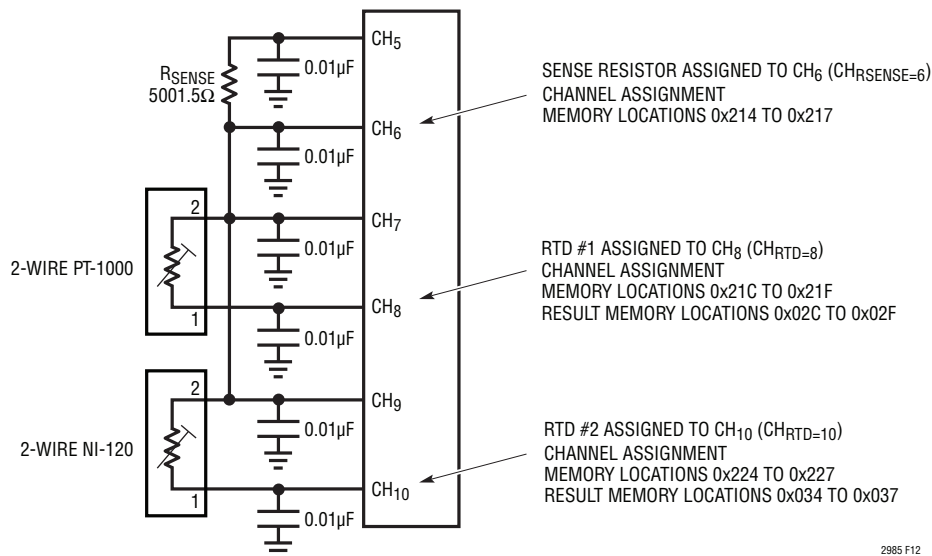 CH5
0.01µF
RSENSE
5001.5Ω
CH6
0.01µF
SENSE RESISTOR ASSIGNED TO CH6 (CHRSENSE=6)
CHANNEL ASSIGNMENT
MEMORY LOCATIONS 0x214 TO 0x217
2
CH7
0.01µF
2-WIRE PT-1000
1
CH8
0.01µF
RTD #1 ASSIGNED TO CH8 (CHRTD=8)
CHANNEL ASSIGNMENT
MEMORY LOCATIONS 0x21C TO 0x21F
RESULT MEMORY LOCATIONS 0x02C TO 0x02F
2
CH9
0.01µF
2-WIRE NI-120
1
CH10
0.01µF
RTD #2 ASSIGNED TO CH10 (CHRTD=10)
CHANNEL ASSIGNMENT
MEMORY LOCATIONS 0x224 TO 0x227
RESULT MEMORY LOCATIONS 0x034 TO 0x037
2985 F12